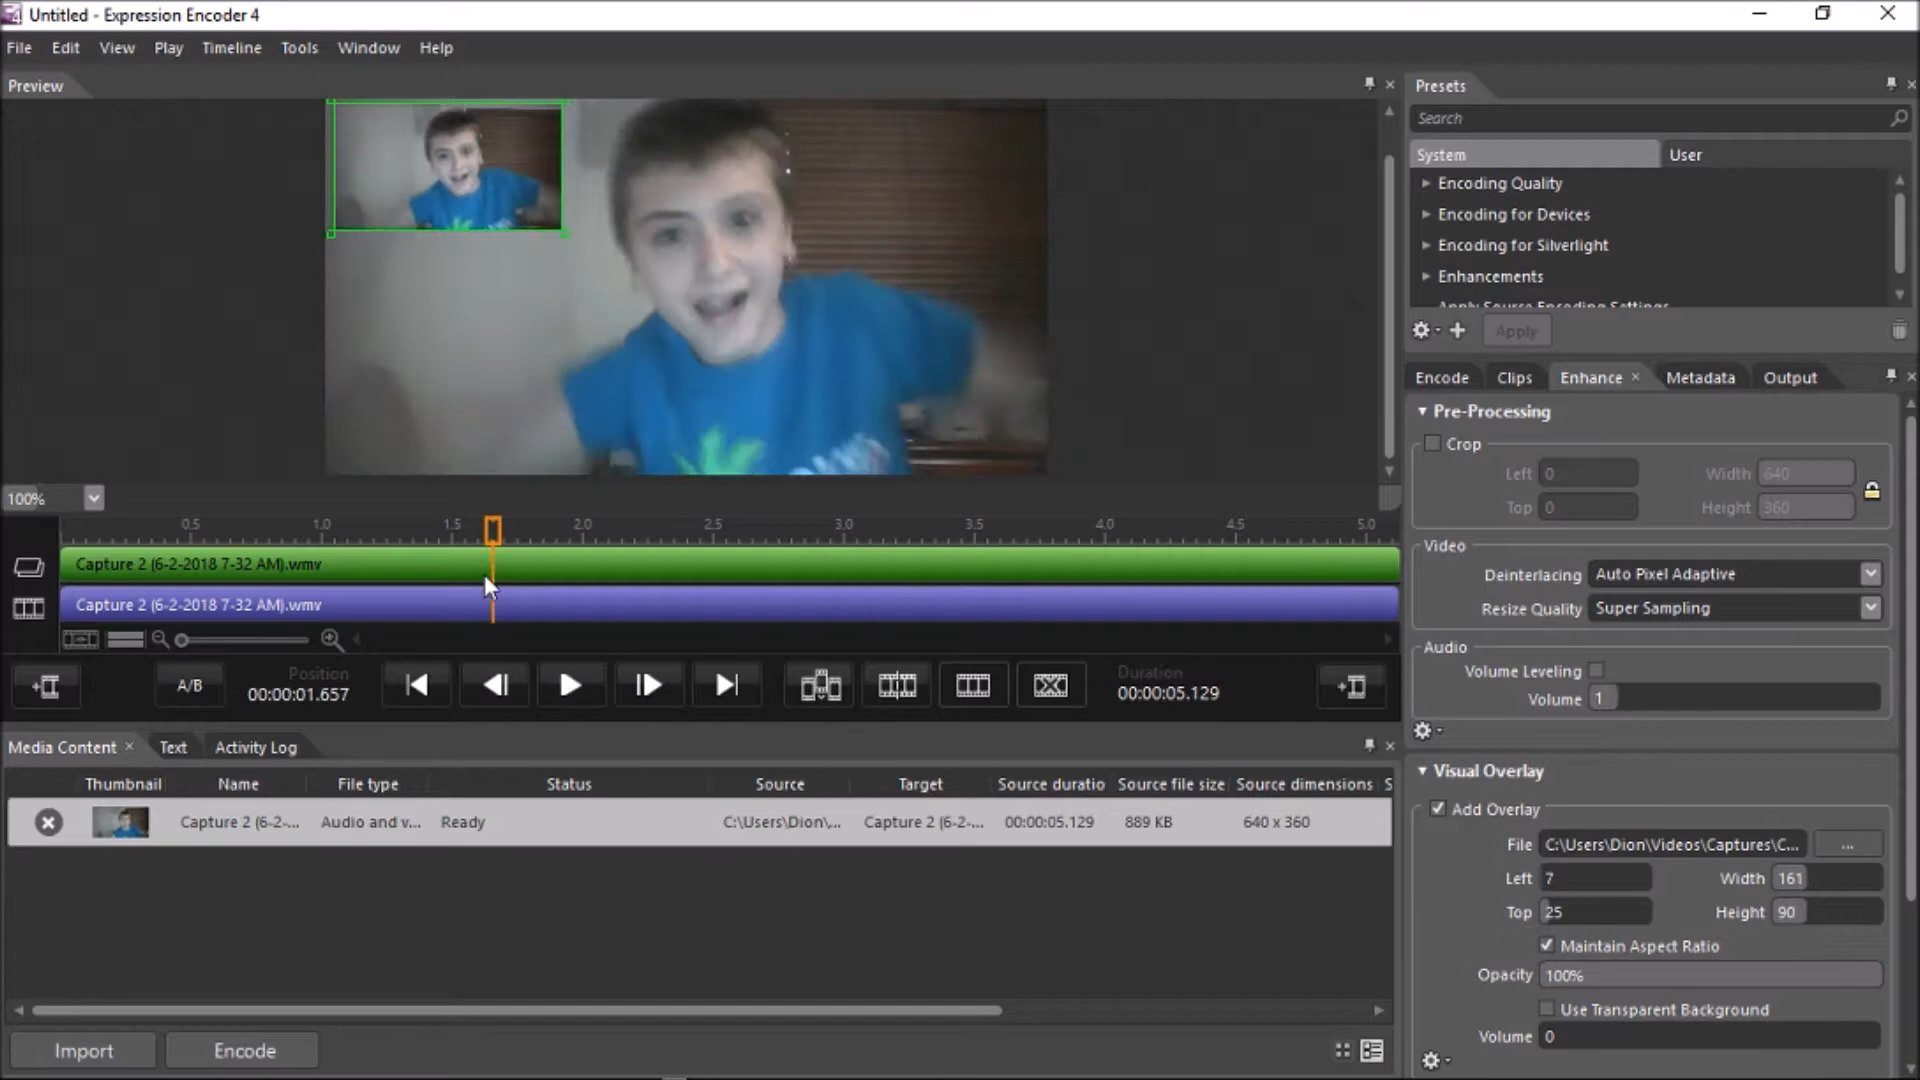 Untitled - Expression Encoder 4
File Edit View Play Timeline Tools Window Help
Preview
100%
0.5 1.0 1.5 2.0 2.5 3.0 3.5 4.0 4.5 5.0
Capture 2 (6-2-2018 7-32 AM).wmv
Capture 2 (6-2-2018 7-32 AM).wmv
A/B
Position
00:00:01.657
Duration
00:00:05.129
Media Content Text Activity Log
Thumbnail Name File type Status Source Target Source duratio Source file size Source dimensions S
Capture 2 (6-2-... Audio and v... Ready C:\Users\Dion\... Capture 2 (6-2-... 00:00:05.129 889 KB 640 x 360
Import Encode
Presets
Search
System User
Encoding Quality
Encoding for Devices
Encoding for Silverlight
Enhancements
Apply Source Encoding Settings
Apply
Encode Clips Enhance Metadata Output
Pre-Processing
Crop
Left 0 Width 640
Top 0 Height 360
Video
Deinterlacing Auto Pixel Adaptive
Resize Quality Super Sampling
Audio
Volume Leveling
Volume 1
Visual Overlay
Add Overlay
File C:\Users\Dion\Videos\Captures\C... ...
Left 7 Width 161
Top 25 Height 90
Maintain Aspect Ratio
Opacity 100%
Use Transparent Background
Volume 0